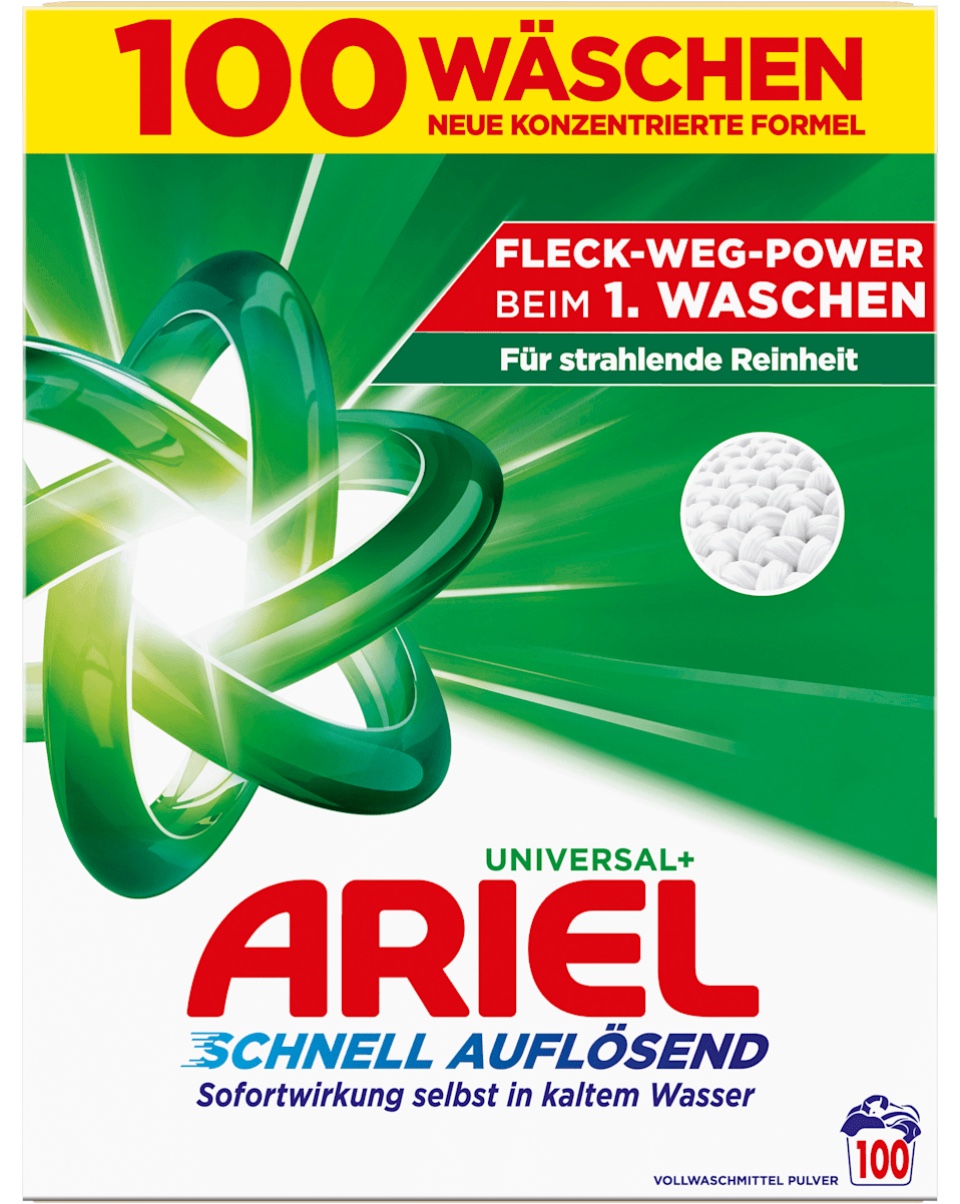 100 WÄSCHEN
NEUE KONZENTRIERTE FORMEL
FLECK-WEG-POWER
BEIM 1. WASCHEN
Für strahlende Reinheit
UNIVERSAL+
ARIEL
SCHNELL AUFLÖSEND
Sofortwirkung selbst in kaltem Wasser
VOLLWASCHMITTEL PULVER
100